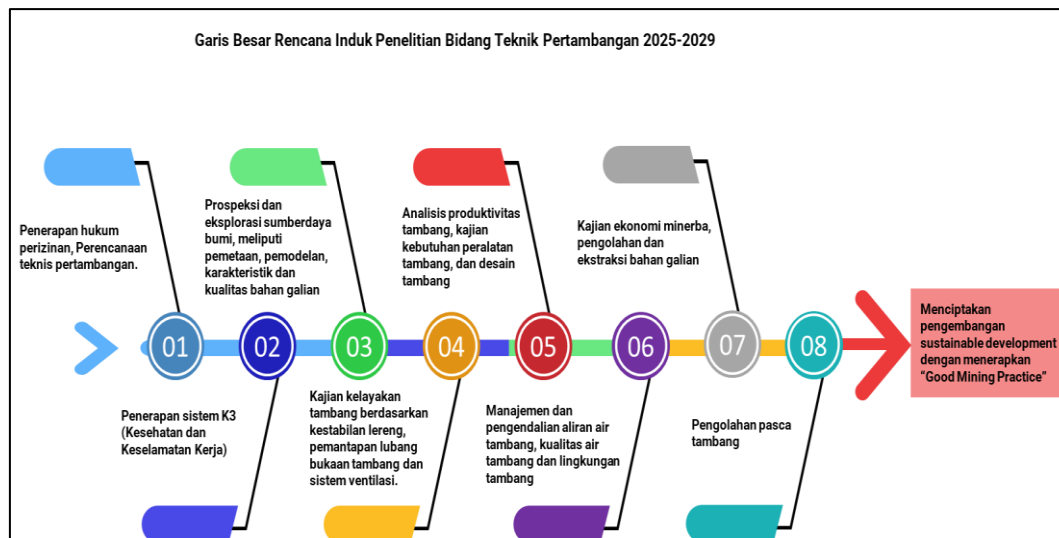 Garis Besar Rencana Induk Penelitian Bidang Teknik Pertambangan 2025-2029
Penerapan hukum
perizinan, Perencanaan
teknis pertambangan.
Prospeksi dan
eksplorasi sumberdaya
bumi, meliputi
pemetaan, pemodelan,
karakteristik dan
kualitas bahan galian
Analisis produktivitas
tambang, kajian
kebutuhan peralatan
tambang, dan desain
tambang
Kajian ekonomi minerba,
pengolahan dan
ekstraksi bahan galian
01
02
03
04
05
06
07
08
Menciptakan
pengembangan
sustainable development
dengan menerapkan
“Good Mining Practice”
Penerapan sistem K3
(Kesehatan dan
Keselamatan Kerja)
Kajian kelayakan
tambang berdasarkan
kestabilan lereng,
pemantapan lubang
bukaan tambang dan
sistem ventilasi.
Manajemen dan
pengendalian aliran air
tambang, kualitas air
tambang dan lingkungan
tambang
Pengolahan pasca
tambang